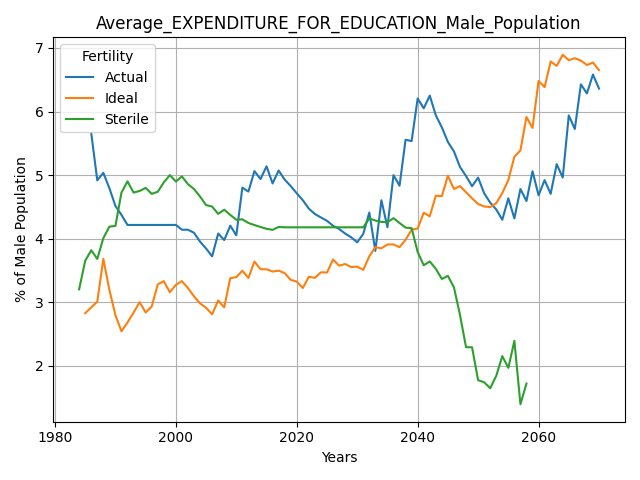 Average_EXPENDITURE_FOR_EDUCATION_Male_Population
Fertility
Actual
Ideal
Sterile
% of Male Population
7
6
5
4
3
2
1980
2000
2020
2040
2060
Years